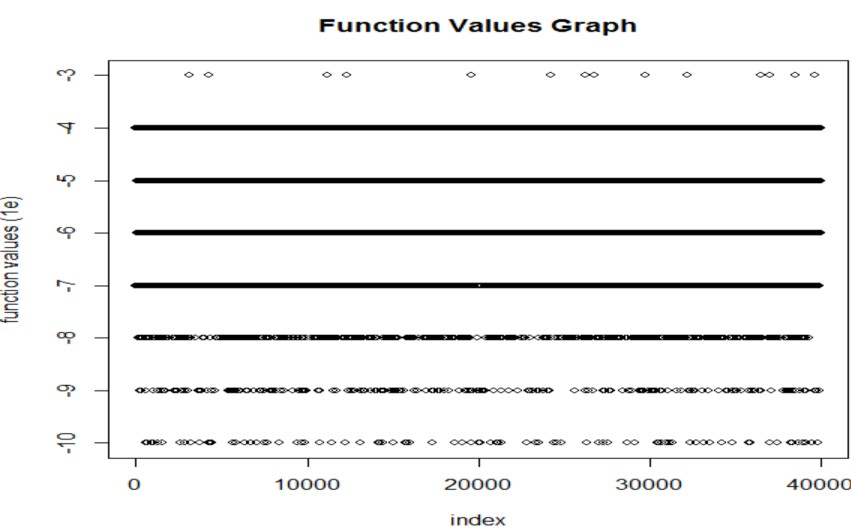 Function Values Graph
function values (1e)
-3
-4
-5
-6
-7
-8
-9
-10
0 10000 20000 30000 40000
index